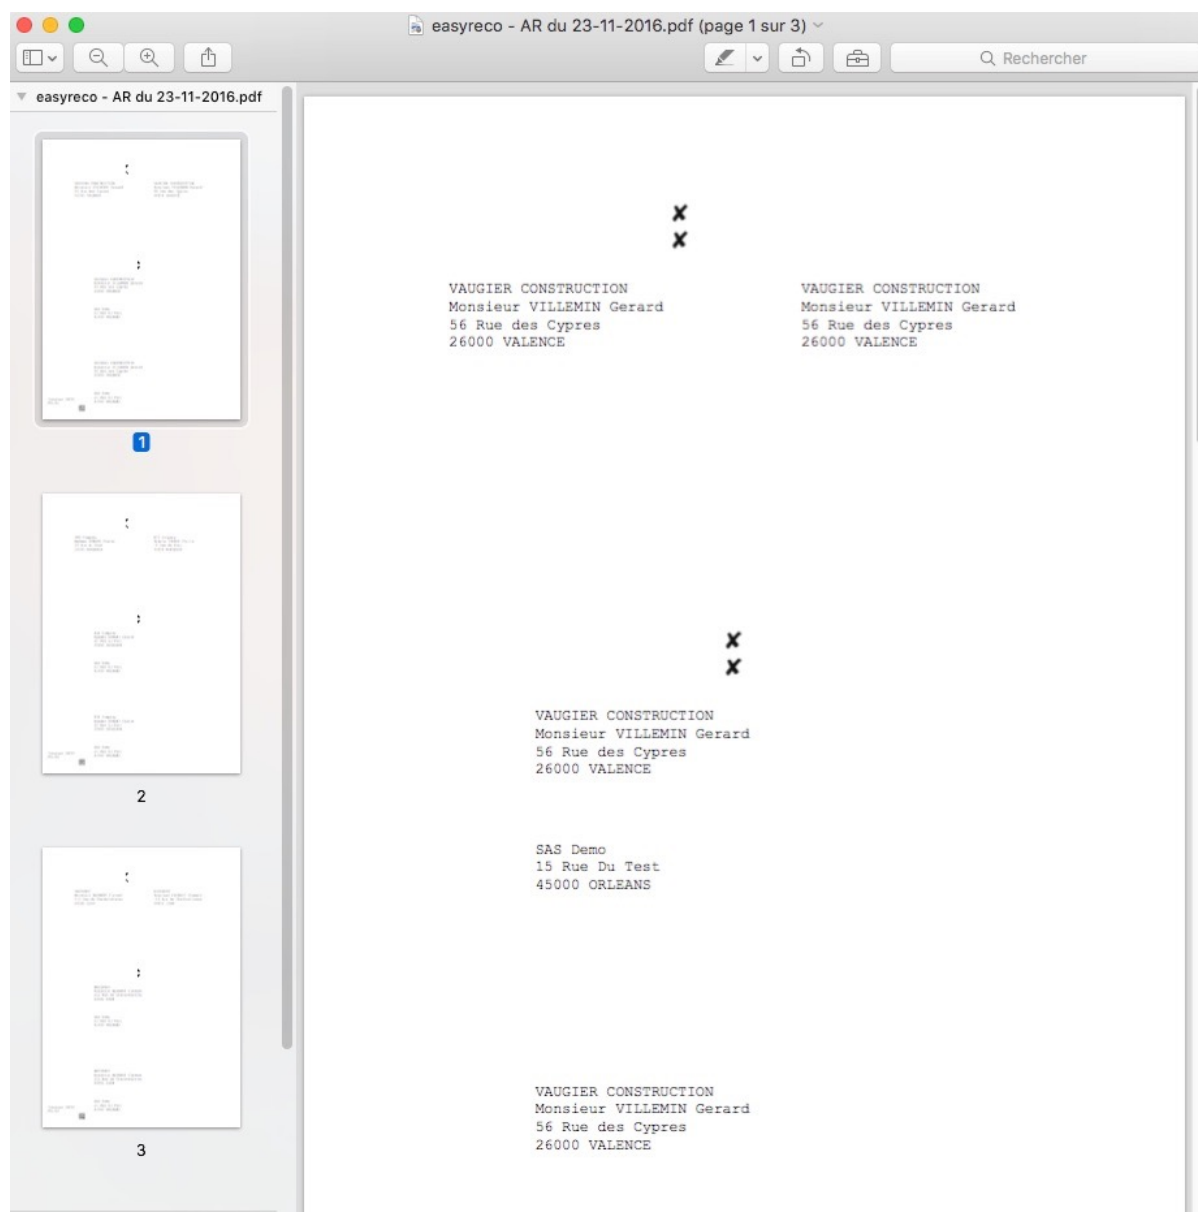 easyreco - AR du 23-11-2016.pdf (page 1 sur 3)
Rechercher
easyreco - AR du 23-11-2016.pdf
1
2
3
VAUGIER CONSTRUCTION
Monsieur VILLEMIN Gerard
56 Rue des Cypres
26000 VALENCE
VAUGIER CONSTRUCTION
Monsieur VILLEMIN Gerard
56 Rue des Cypres
26000 VALENCE
VAUGIER CONSTRUCTION
Monsieur VILLEMIN Gerard
56 Rue des Cypres
26000 VALENCE
SAS Demo
15 Rue Du Test
45000 ORLEANS
VAUGIER CONSTRUCTION
Monsieur VILLEMIN Gerard
56 Rue des Cypres
26000 VALENCE